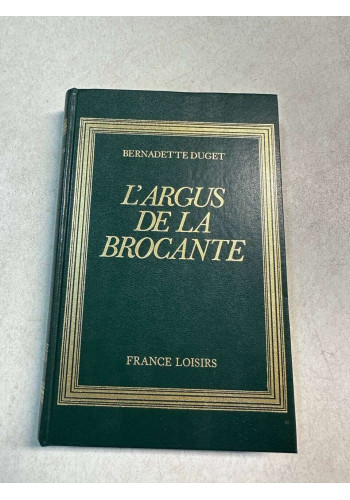 BERNADETTE DUGET
L'ARGUS
DE LA
BROCANTE
FRANCE LOISIRS